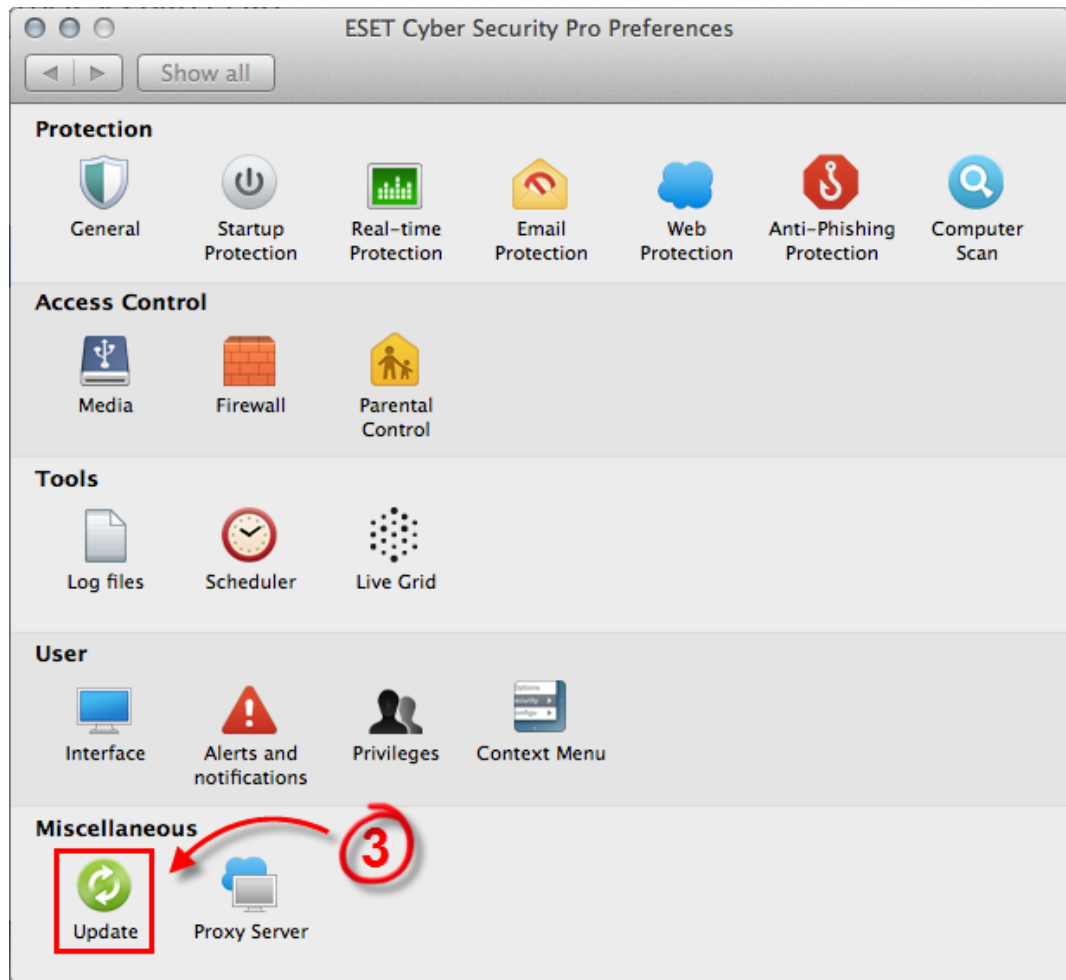 ESET Cyber Security Pro Preferences
Show all
Protection
General
Startup
Protection
Real-time
Protection
Email
Protection
Web
Protection
Anti-Phishing
Protection
Computer
Scan
Access Control
Media
Firewall
Parental
Control
Tools
Log files
Scheduler
Live Grid
User
Interface
Alerts and
notifications
Privileges
Context Menu
Miscellaneous
3
Update
Proxy Server